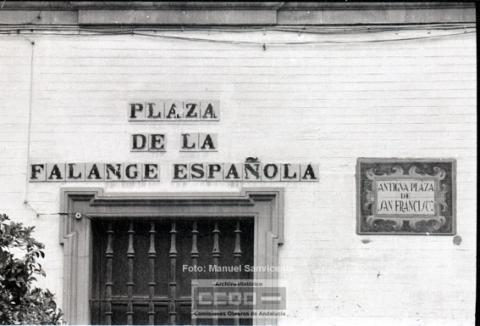 PLAZA
DE LA
FALANGE ESPAÑOLA
ANTIGVA PLAZA
DE
SAN FRANCISCO
Foto: Manuel Sanvicente
Archivo Histórico
CCOO
Comisiones Obreras de Andalucía